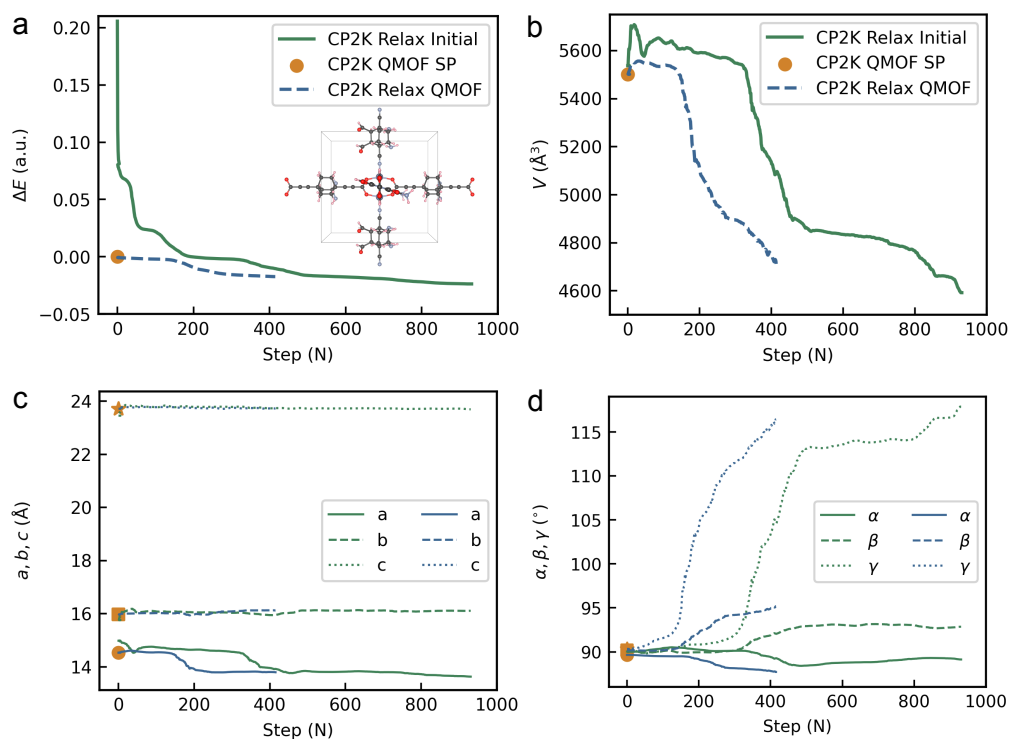 a
0.20
0.15
0.10
0.05
0.00
−0.05
ΔE (a.u.)
CP2K Relax Initial
CP2K QMOF SP
CP2K Relax QMOF
0 200 400 600 800 1000
Step (N)
b
5600
5400
5200
5000
4800
4600
V (Å³)
CP2K Relax Initial
CP2K QMOF SP
CP2K Relax QMOF
0 200 400 600 800 1000
Step (N)
c
24
22
20
18
16
14
a, b, c (Å)
a a
b b
c c
0 200 400 600 800 1000
Step (N)
d
115
110
105
100
95
90
α, β, γ (°)
α α
β β
γ γ
0 200 400 600 800 1000
Step (N)